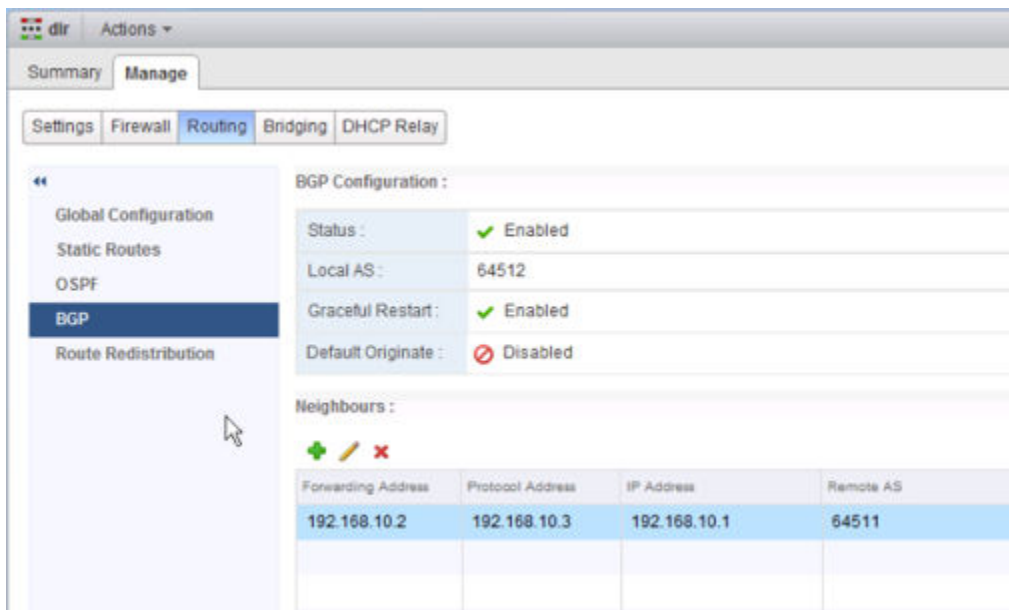 dlr Actions
Summary Manage
Settings Firewall Routing Bridging DHCP Relay
Global Configuration
Static Routes
OSPF
BGP
Route Redistribution
BGP Configuration :
Status : Enabled
Local AS : 64512
Graceful Restart : Enabled
Default Originate : Disabled
Neighbours :
Forwarding Address Protocol Address IP Address Remote AS
192.168.10.2 192.168.10.3 192.168.10.1 64511